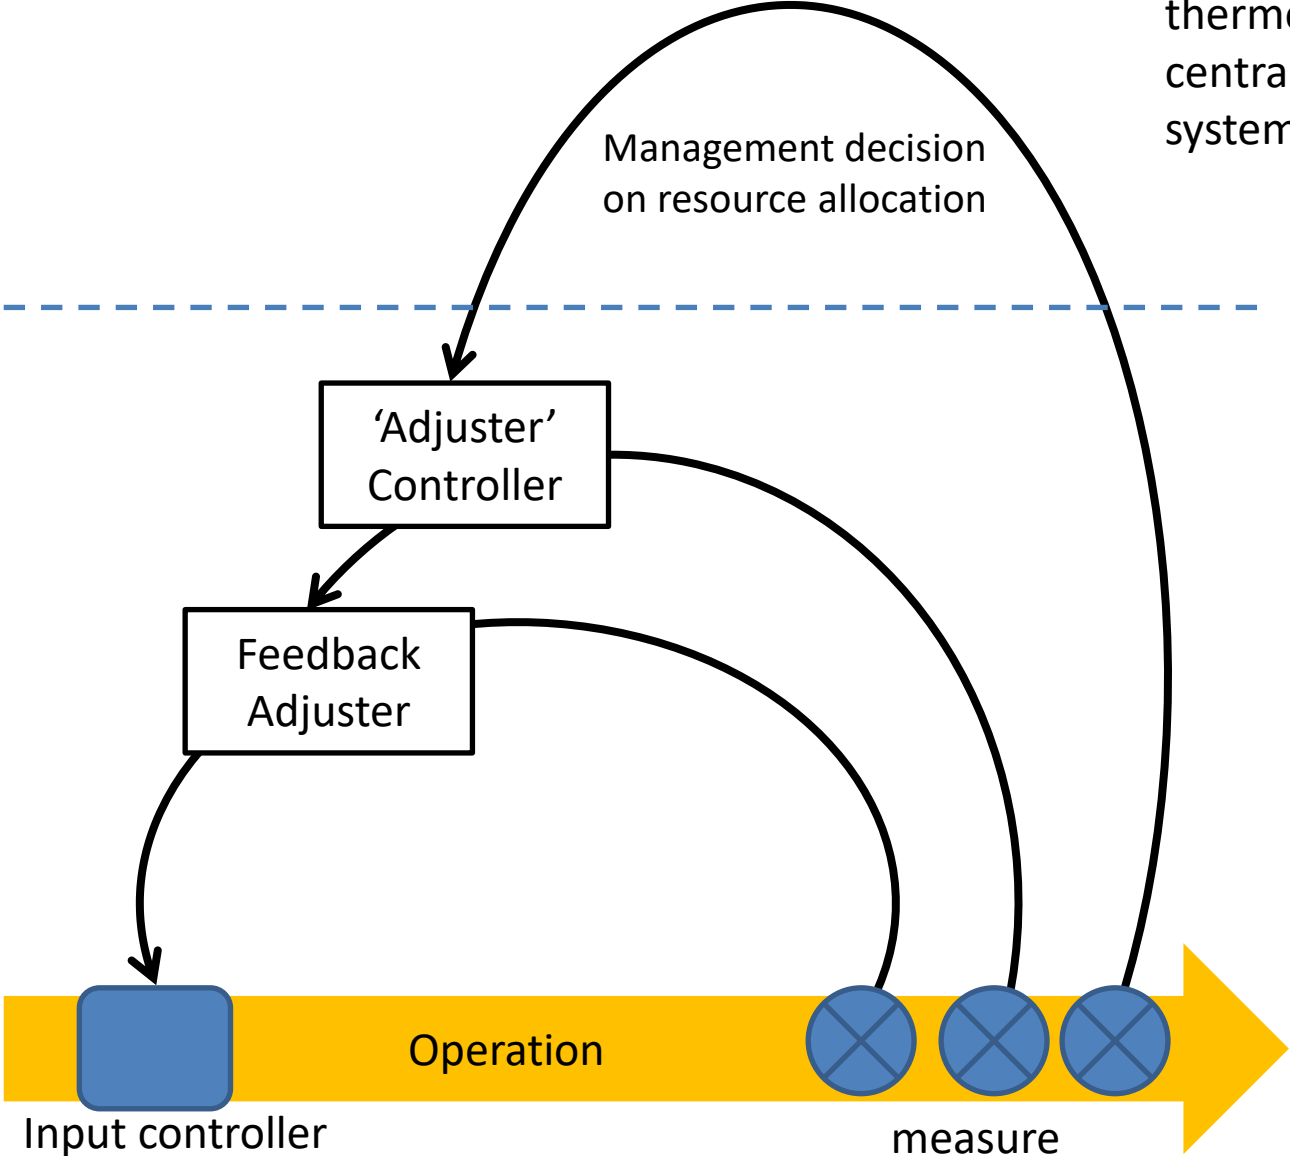 Management decision
on resource allocation
‘Adjuster’
Controller
Feedback
Adjuster
Operation
Input controller
measure